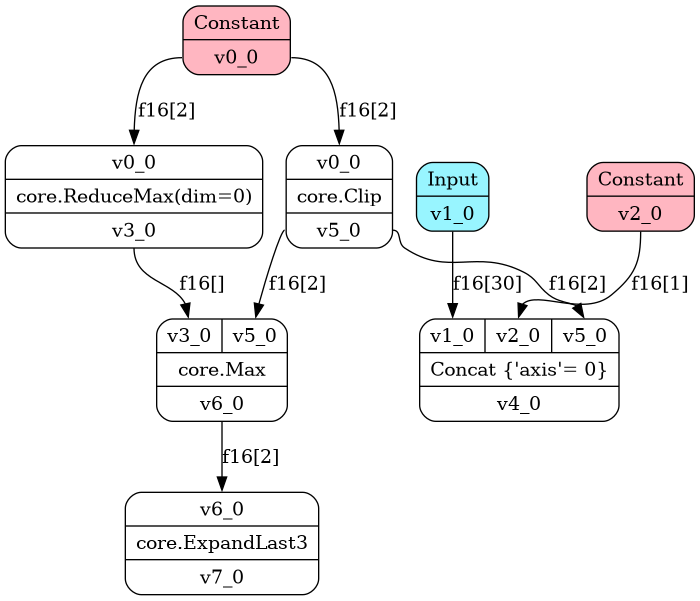 Constant
v0_0
f16[2]
f16[2]
v0_0
core.ReduceMax(dim=0)
v3_0
v0_0
core.Clip
v5_0
Input
v1_0
Constant
v2_0
f16[]
f16[2]
f16[30]
f16[2]
f16[1]
v3_0 v5_0
core.Max
v6_0
v1_0 v2_0 v5_0
Concat {'axis'= 0}
v4_0
f16[2]
v6_0
core.ExpandLast3
v7_0